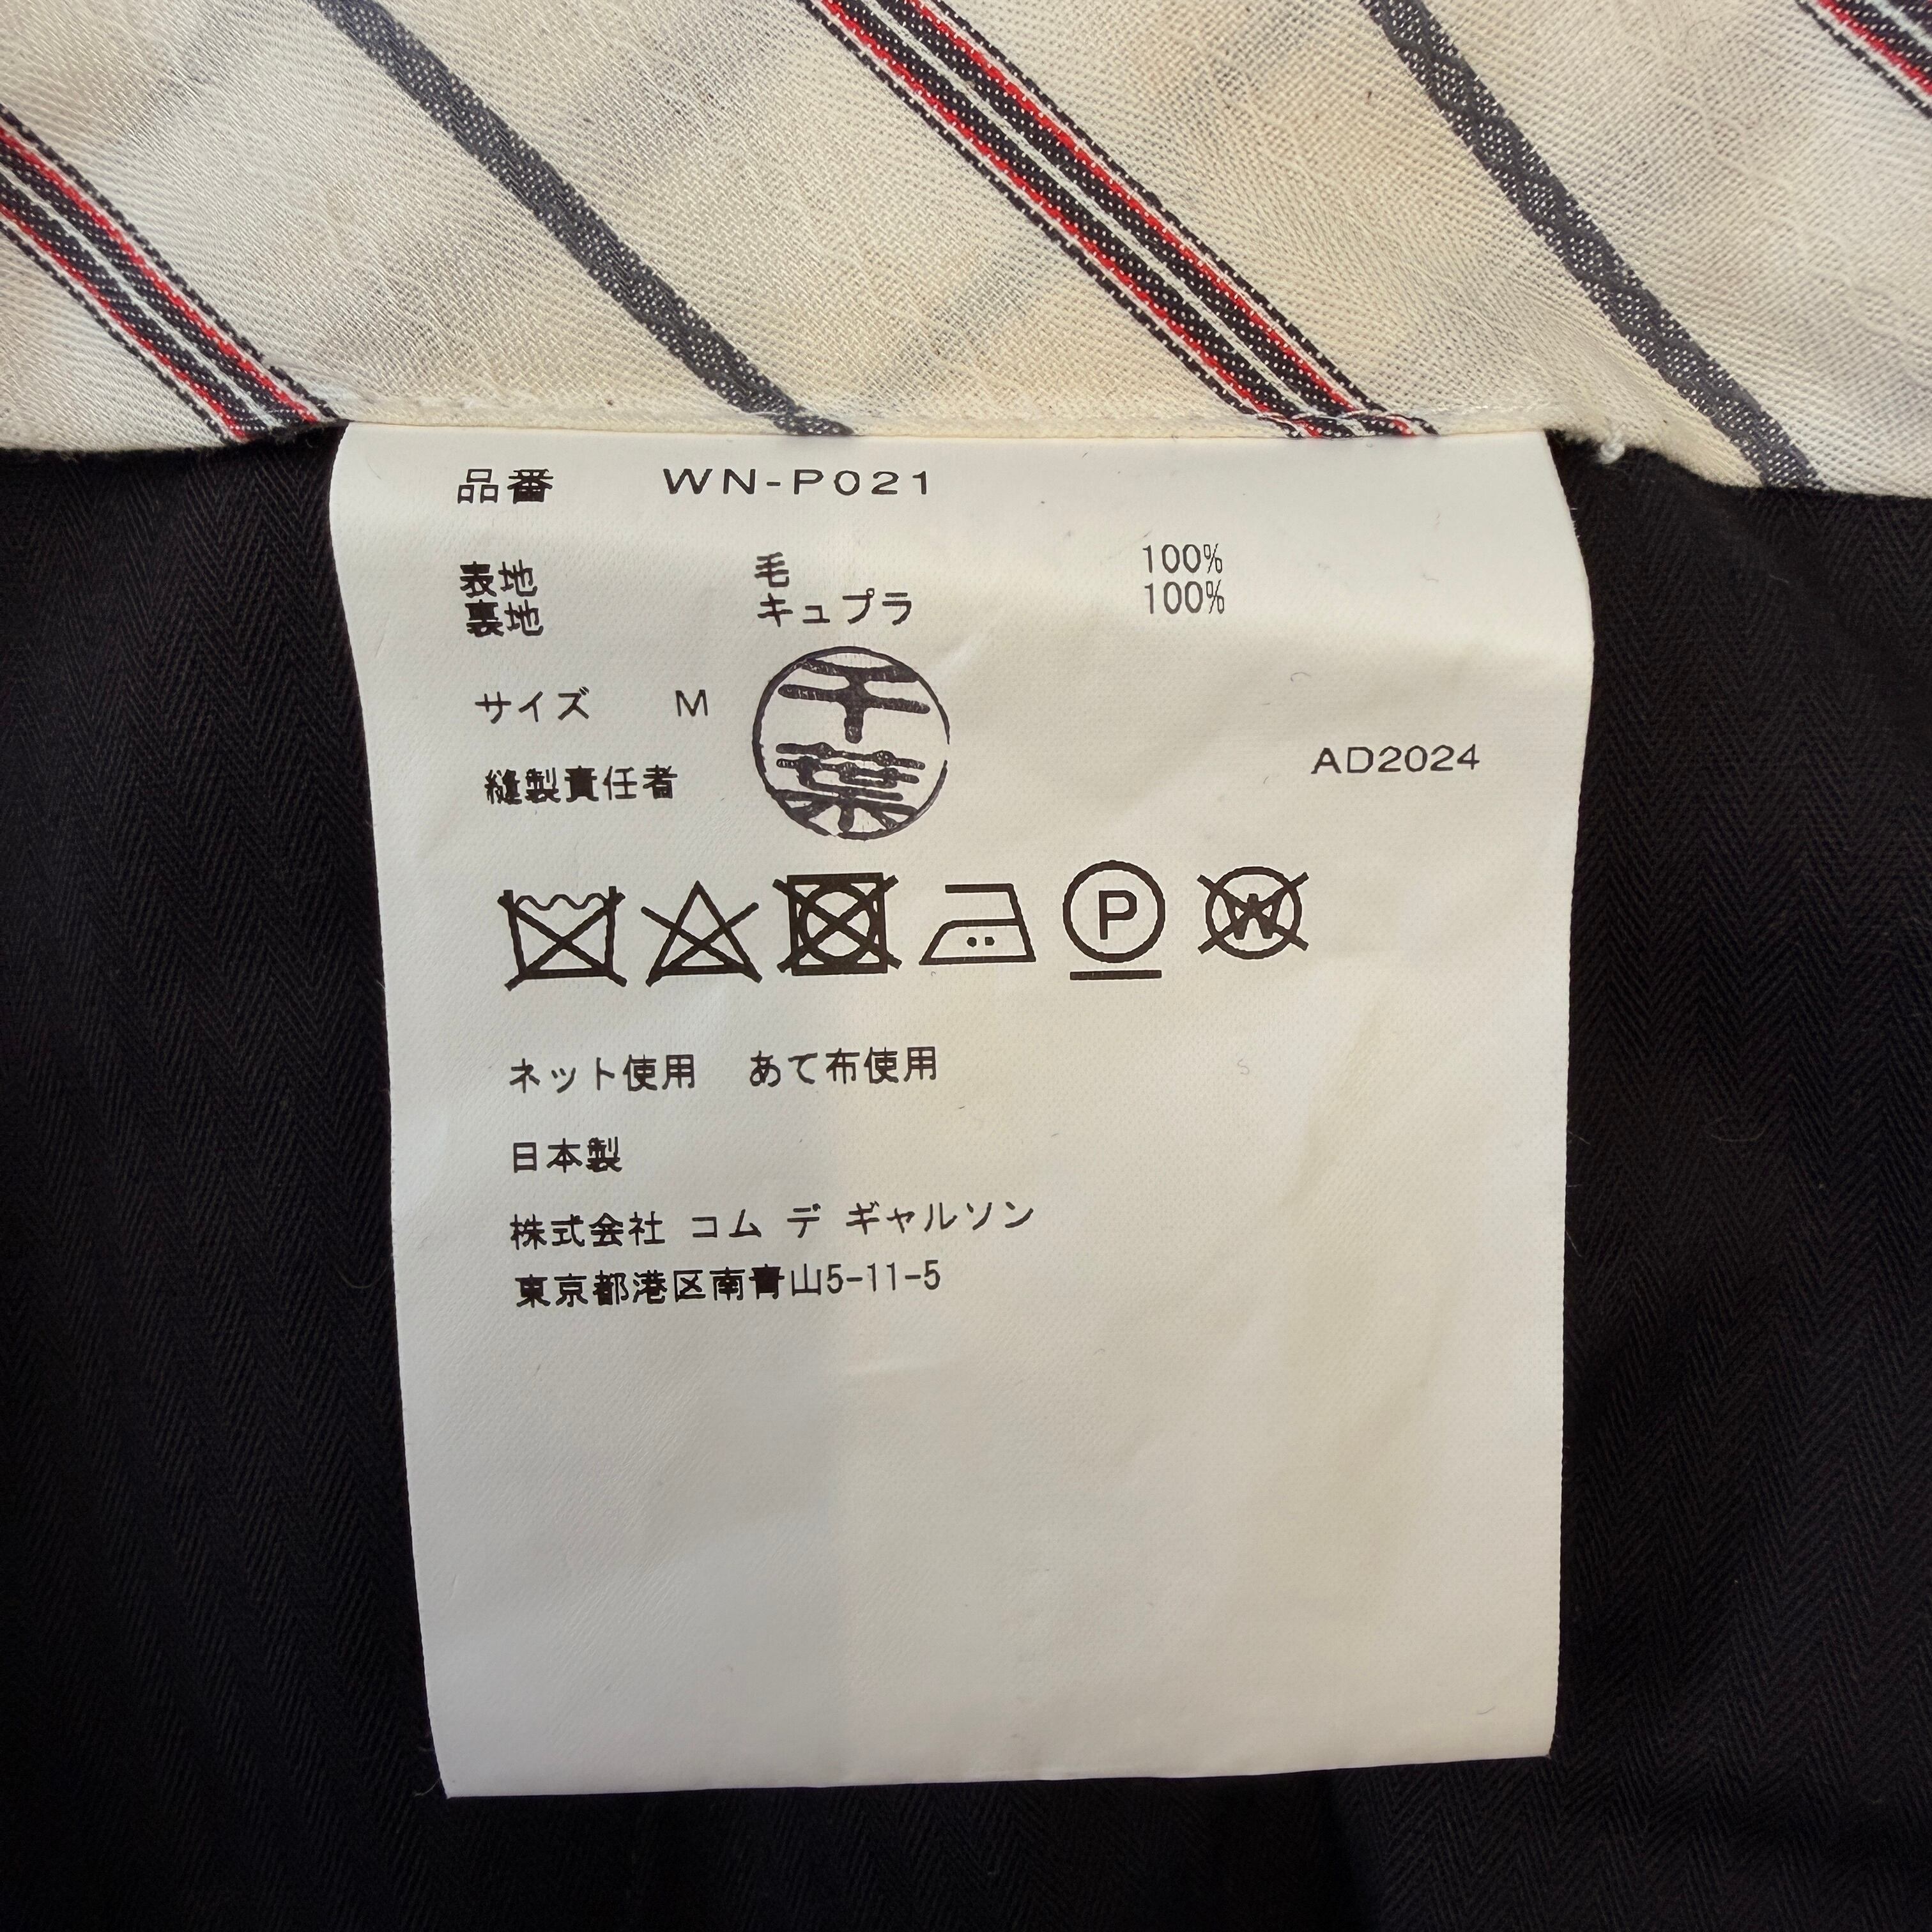 品番 WN-P021
表地 毛 100%
裏地 キュプラ 100%
サイズ M
千葉
縫製責任者
AD2024
P W
ネット使用 あて布使用
日本製
株式会社 コム デ ギャルソン
東京都港区南青山5-11-5